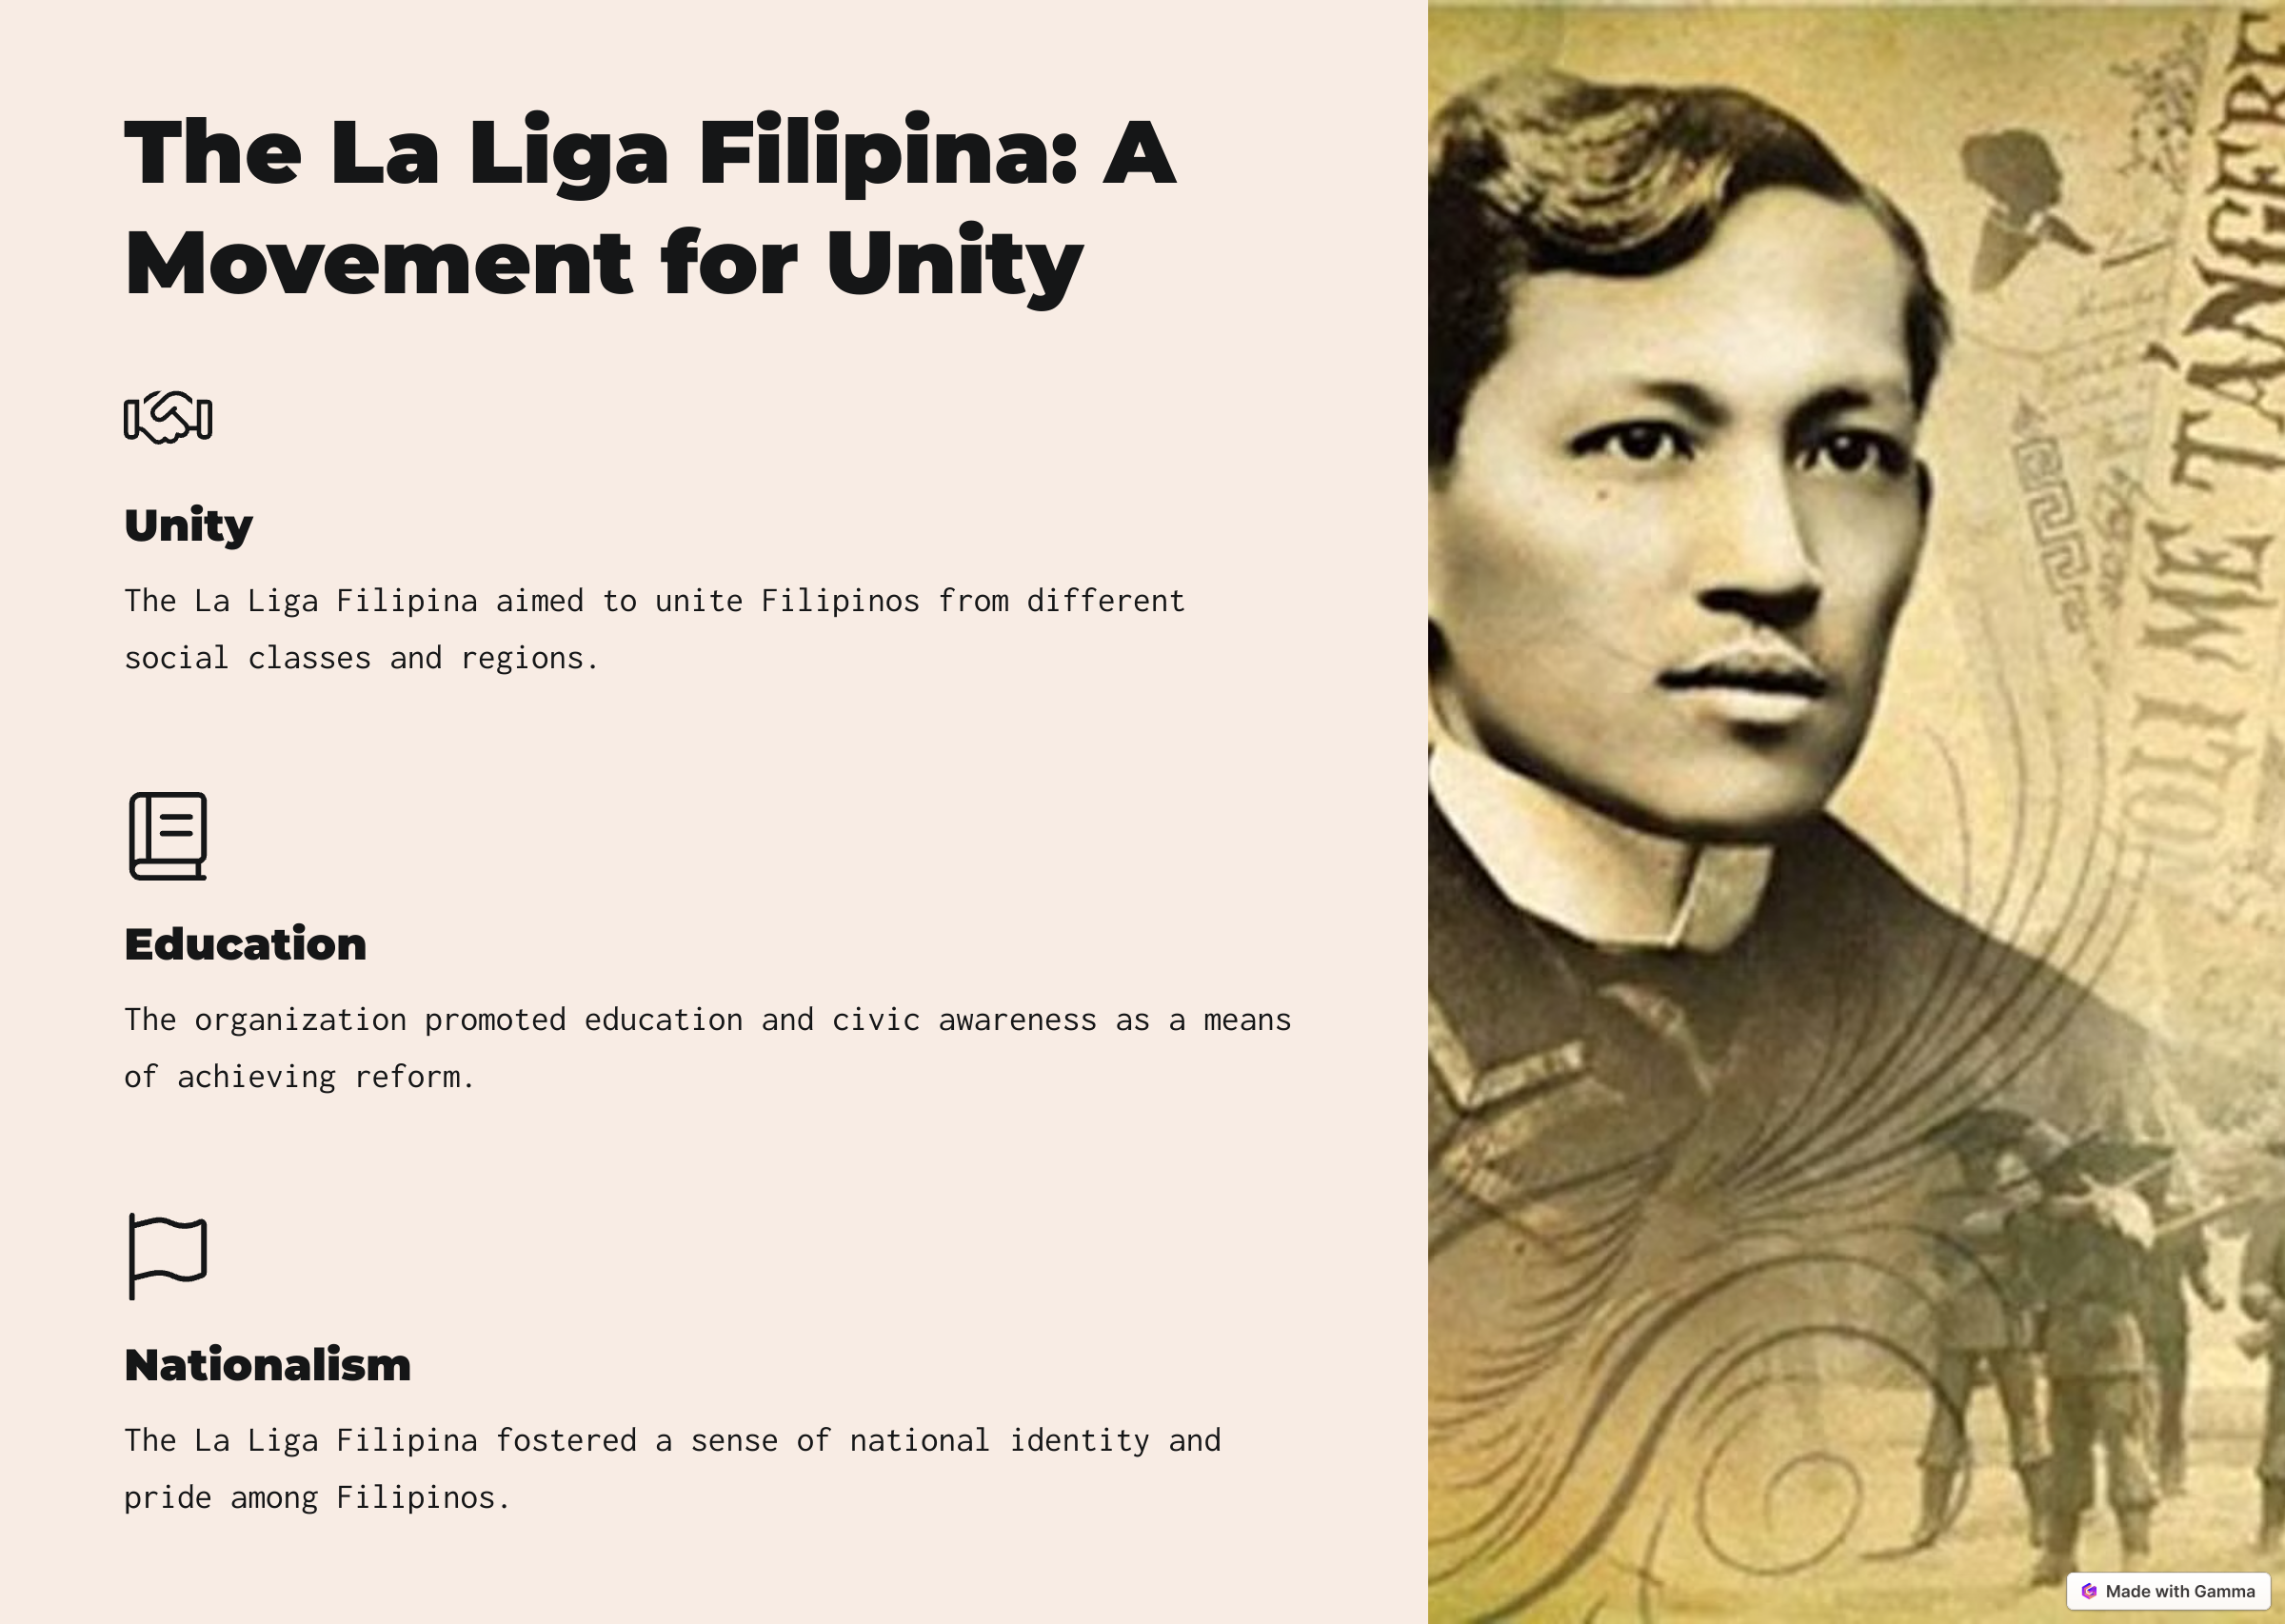 The La Liga Filipina: A
Movement for Unity
Unity
The La Liga Filipina aimed to unite Filipinos from different
social classes and regions.
Education
The organization promoted education and civic awareness as a means
of achieving reform.
Nationalism
The La Liga Filipina fostered a sense of national identity and
pride among Filipinos.
OLI ME TÁNGERE
Made with Gamma